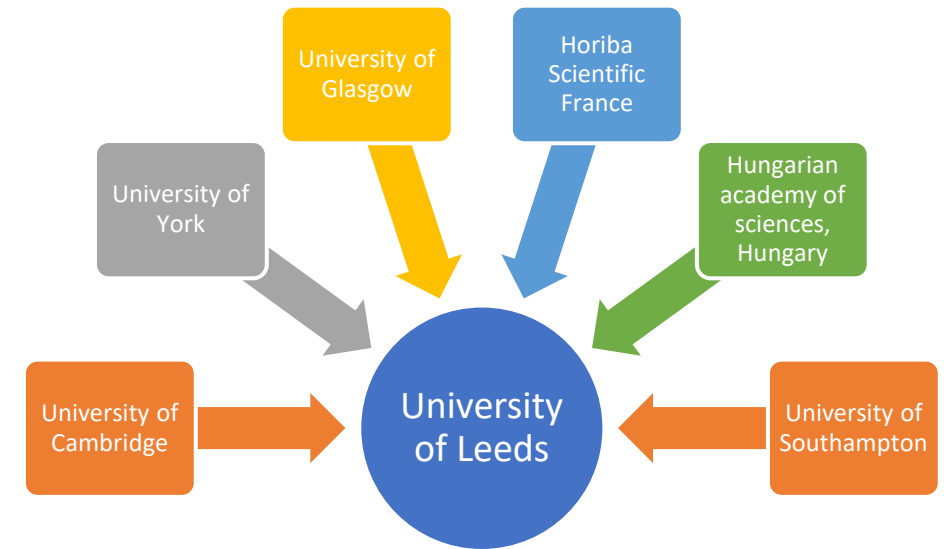 University of
Glasgow
Horiba
Scientific
France
University of
York
Hungarian
academy of
sciences,
Hungary
University of
Cambridge
University
of Leeds
University of
Southampton